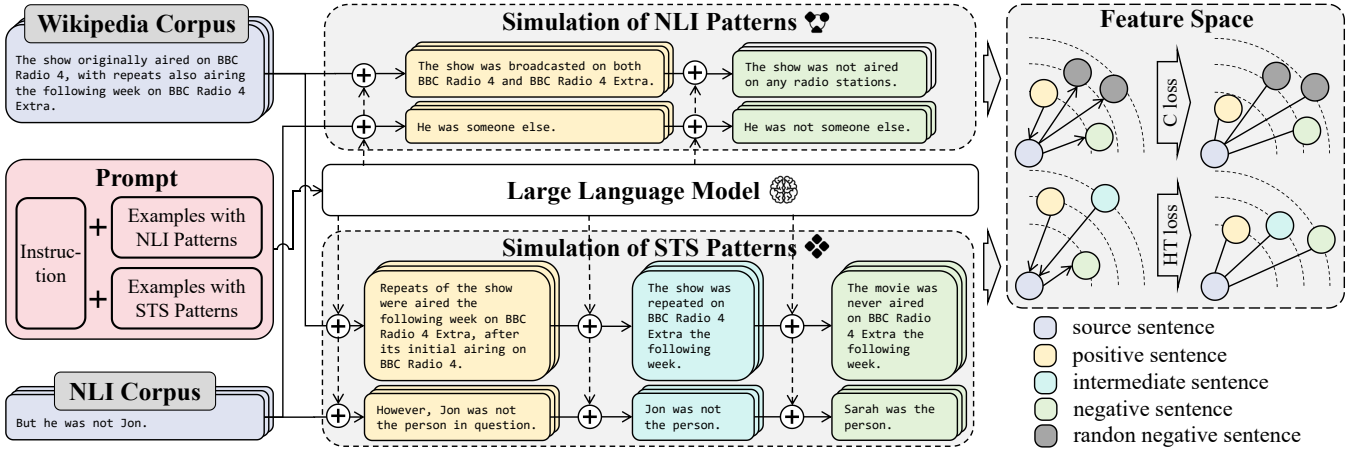 Wikipedia Corpus
The show originally aired on BBC
Radio 4, with repeats also airing
the following week on BBC Radio 4
Extra.
Prompt
Instruc-
tion
+
Examples with
NLI Patterns
+
Examples with
STS Patterns
NLI Corpus
But he was not Jon.
Simulation of NLI Patterns
The show was broadcasted on both
BBC Radio 4 and BBC Radio 4 Extra.
The show was not aired
on any radio stations.
He was someone else.
He was not someone else.
Large Language Model
Simulation of STS Patterns
Repeats of the show
were aired the
following week on BBC
Radio 4 Extra, after
its initial airing on
BBC Radio 4.
The show was
repeated on
BBC Radio 4
Extra the
following
week.
The movie was
never aired
on BBC Radio
4 Extra the
following
week.
However, Jon was not
the person in question.
Jon was not
the person.
Sarah was the
person.
Feature Space
C loss
HT loss
source sentence
positive sentence
intermediate sentence
negative sentence
randon negative sentence